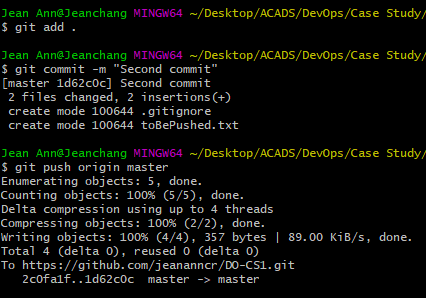 Jean Ann@Jeanchang MINGW64 ~/Desktop/ACADS/DevOps/Case Study/
$ git add .
Jean Ann@Jeanchang MINGW64 ~/Desktop/ACADS/DevOps/Case Study/
$ git commit -m "Second commit"
[master 1d62c0c] Second commit
 2 files changed, 2 insertions(+)
 create mode 100644 .gitignore
 create mode 100644 toBePushed.txt
Jean Ann@Jeanchang MINGW64 ~/Desktop/ACADS/DevOps/Case Study/
$ git push origin master
Enumerating objects: 5, done.
Counting objects: 100% (5/5), done.
Delta compression using up to 4 threads
Compressing objects: 100% (2/2), done.
Writing objects: 100% (4/4), 357 bytes | 89.00 KiB/s, done.
Total 4 (delta 0), reused 0 (delta 0)
To https://github.com/jeananncr/DO-CS1.git
   2c0fa1f..1d62c0c  master -> master